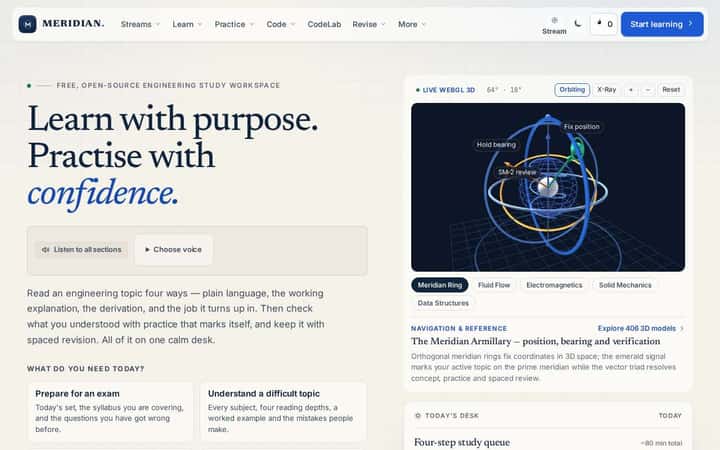 MERIDIAN.
Streams
Learn
Practice
Code
CodeLab
Revise
More
Stream
0
Start learning
FREE, OPEN-SOURCE ENGINEERING STUDY WORKSPACE
Learn with purpose.
Practise with
confidence.
Listen to all sections
Choose voice
Read an engineering topic four ways — plain language, the working
explanation, the derivation, and the job it turns up in. Then check
what you understood with practice that marks itself, and keep it with
spaced revision. All of it on one calm desk.
WHAT DO YOU NEED TODAY?
Prepare for an exam
Today's set, the syllabus you are covering,
and the questions you have got wrong
before.
Understand a difficult topic
Every subject, four reading depths, a
worked example and the mistakes people
make.
LIVE WEBGL 3D
64° · 18°
Orbiting
X-Ray
+
−
Reset
Fix position
Hold bearing
SM-2 review
Meridian Ring
Fluid Flow
Electromagnetics
Solid Mechanics
Data Structures
NAVIGATION & REFERENCE
Explore 406 3D models
The Meridian Armillary — position, bearing and verification
Orthogonal meridian rings fix coordinates in 3D space; the emerald signal
marks your active topic on the prime meridian while the vector triad resolves
concept, practice and spaced review.
TODAY'S DESK
TODAY
Four-step study queue
~80 min total